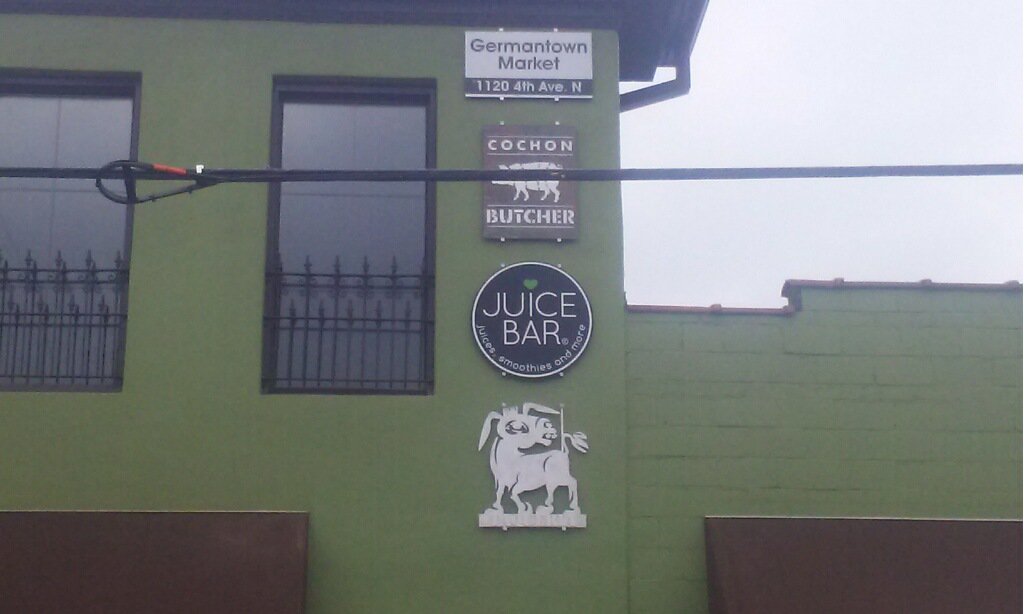 Germantown
Market
1120 4th Ave. N
COCHON
BUTCHER
JUICE
BAR®
juices, smoothies and more